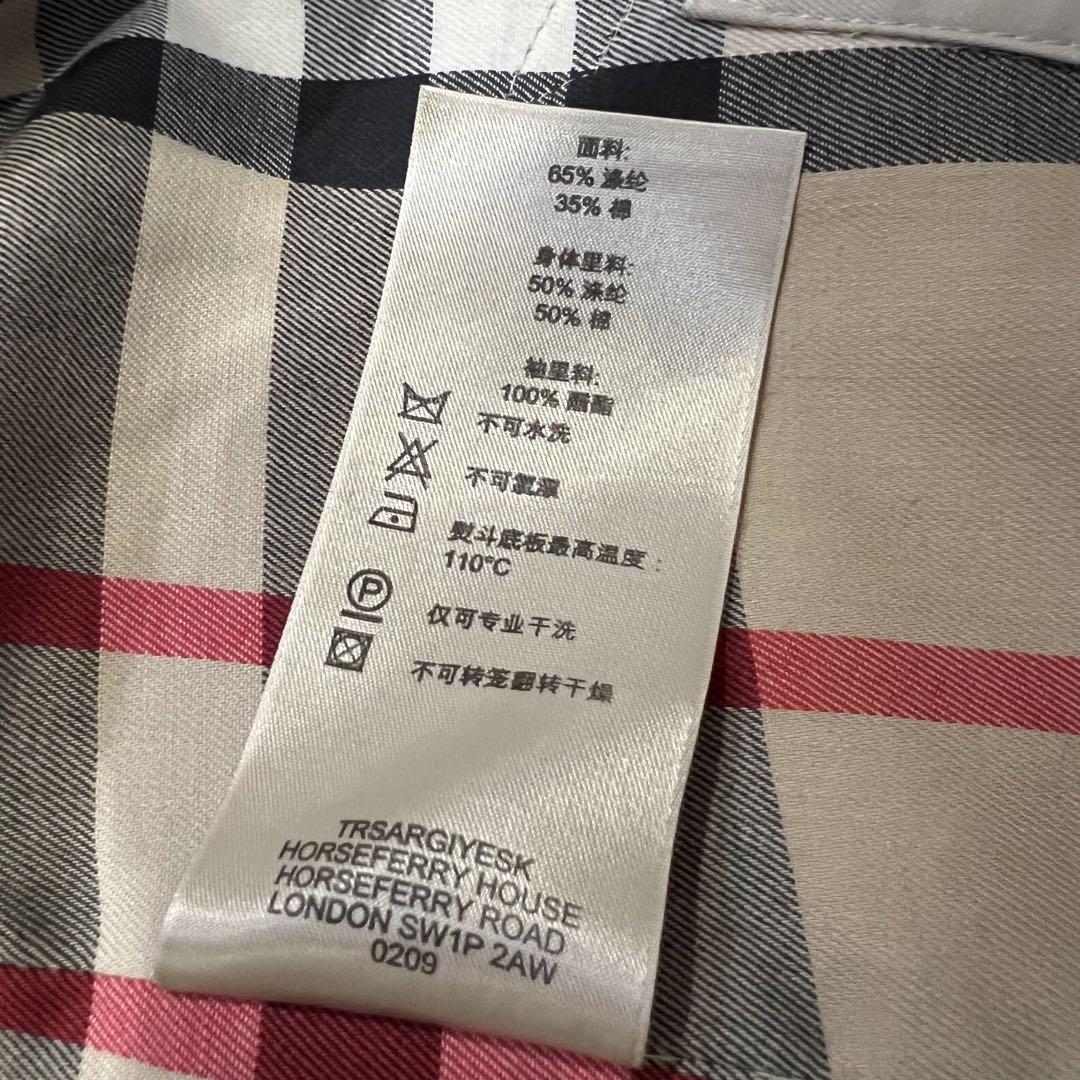 面料:
65% 涤纶
35% 棉
身体里料:
50% 涤纶
50% 棉
袖里料:
100% 醋酯
不可水洗
不可氯漂
熨斗底板最高温度：
110°C
P
仅可专业干洗
不可转笼翻转干燥
TRSARGIYESK
HORSEFERRY HOUSE
HORSEFERRY ROAD
LONDON SW1P 2AW
0209